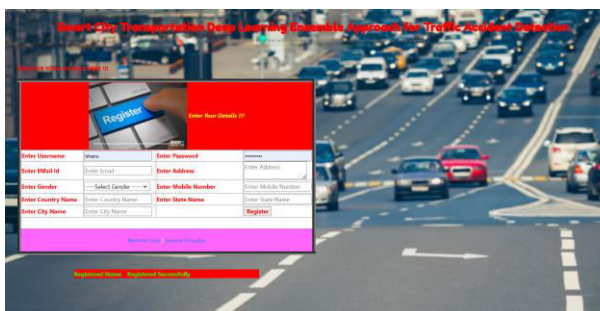 Smart City Transportation Deep Learning Ensemble Approach for Traffic Accident Detection
Register
Enter Your Details !!!
Enter Username bhanu Enter Password ••••••••
Enter EMail Id Enter Email Enter Address Enter Address
Enter Gender -----Select Gender ----- Enter Mobile Number Enter Mobile Number
Enter Country Name Enter Country Name Enter State Name Enter State Name
Enter City Name Enter City Name Register
Remote User | Service Provider
Registered Status Registered Successfully